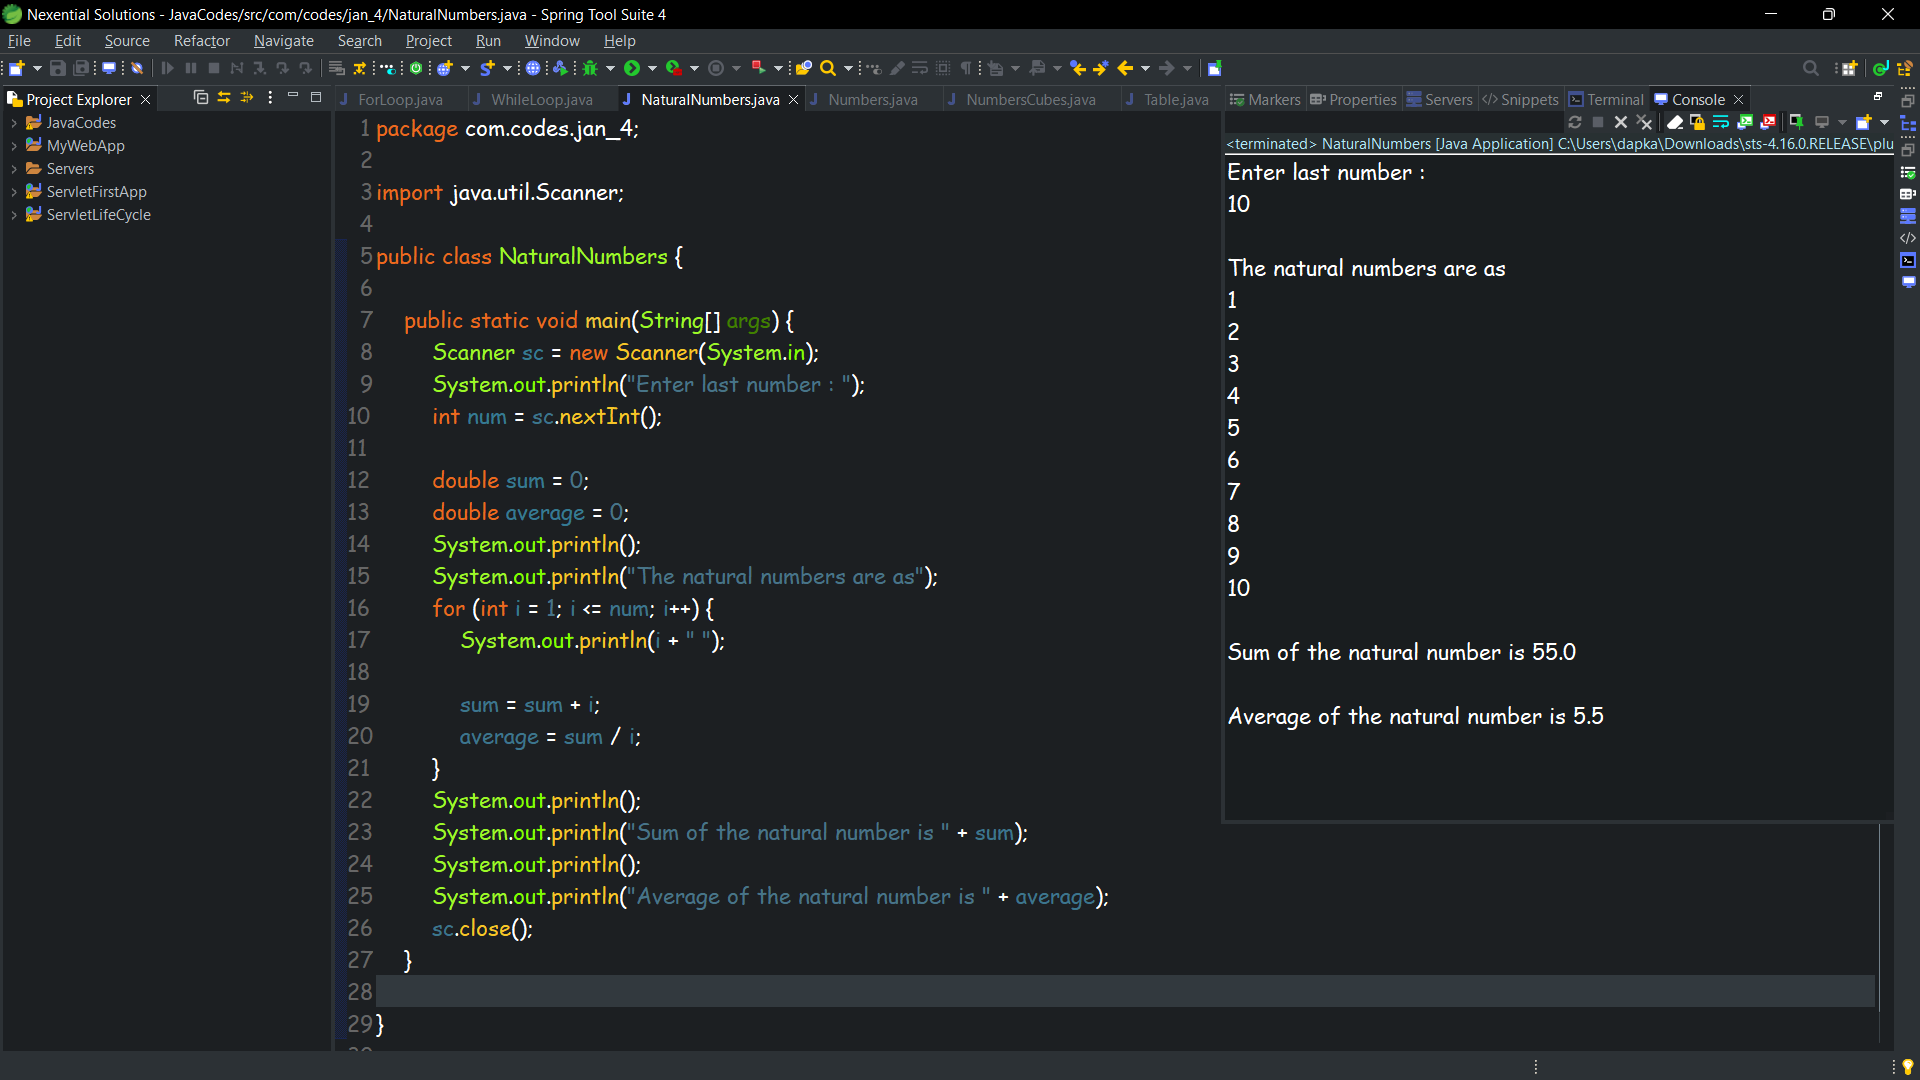 Nexential Solutions - JavaCodes/src/com/codes/jan_4/NaturalNumbers.java - Spring Tool Suite 4
File Edit Source Refactor Navigate Search Project Run Window Help
Project Explorer
JavaCodes
MyWebApp
Servers
ServletFirstApp
ServletLifeCycle
ForLoop.java WhileLoop.java NaturalNumbers.java Numbers.java NumbersCubes.java Table.java
1 package com.codes.jan_4;
2
3 import java.util.Scanner;
4
5 public class NaturalNumbers {
6
7 public static void main(String[] args) {
8 Scanner sc = new Scanner(System.in);
9 System.out.println("Enter last number : ");
10 int num = sc.nextInt();
11
12 double sum = 0;
13 double average = 0;
14 System.out.println();
15 System.out.println("The natural numbers are as");
16 for (int i = 1; i <= num; i++) {
17 System.out.println(i + " ");
18
19 sum = sum + i;
20 average = sum / i;
21 }
22 System.out.println();
23 System.out.println("Sum of the natural number is " + sum);
24 System.out.println();
25 System.out.println("Average of the natural number is " + average);
26 sc.close();
27 }
28
29 }
Markers Properties Servers Snippets Terminal Console
<terminated> NaturalNumbers [Java Application] C:\Users\dapka\Downloads\sts-4.16.0.RELEASE\plu
Enter last number :
10
The natural numbers are as
1
2
3
4
5
6
7
8
9
10
Sum of the natural number is 55.0
Average of the natural number is 5.5